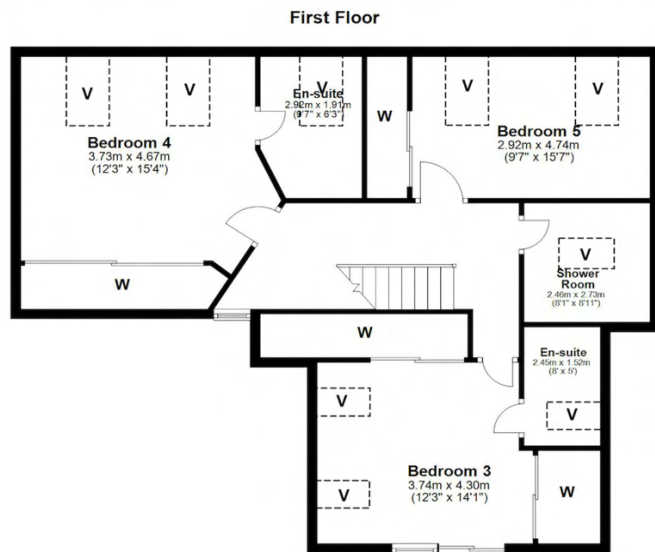 First Floor
V
V
V
En-suite
2.92m x 1.91m
(9'7" x 6'3")
W
V
V
Bedroom 4
3.73m x 4.67m
(12'3" x 15'4")
Bedroom 5
2.92m x 4.74m
(9'7" x 15'7")
W
V
Shower
Room
2.46m x 2.73m
(8'1" x 8'11")
W
En-suite
2.45m x 1.52m
(8' x 5')
V
V
Bedroom 3
3.74m x 4.30m
(12'3" x 14'1")
V
W